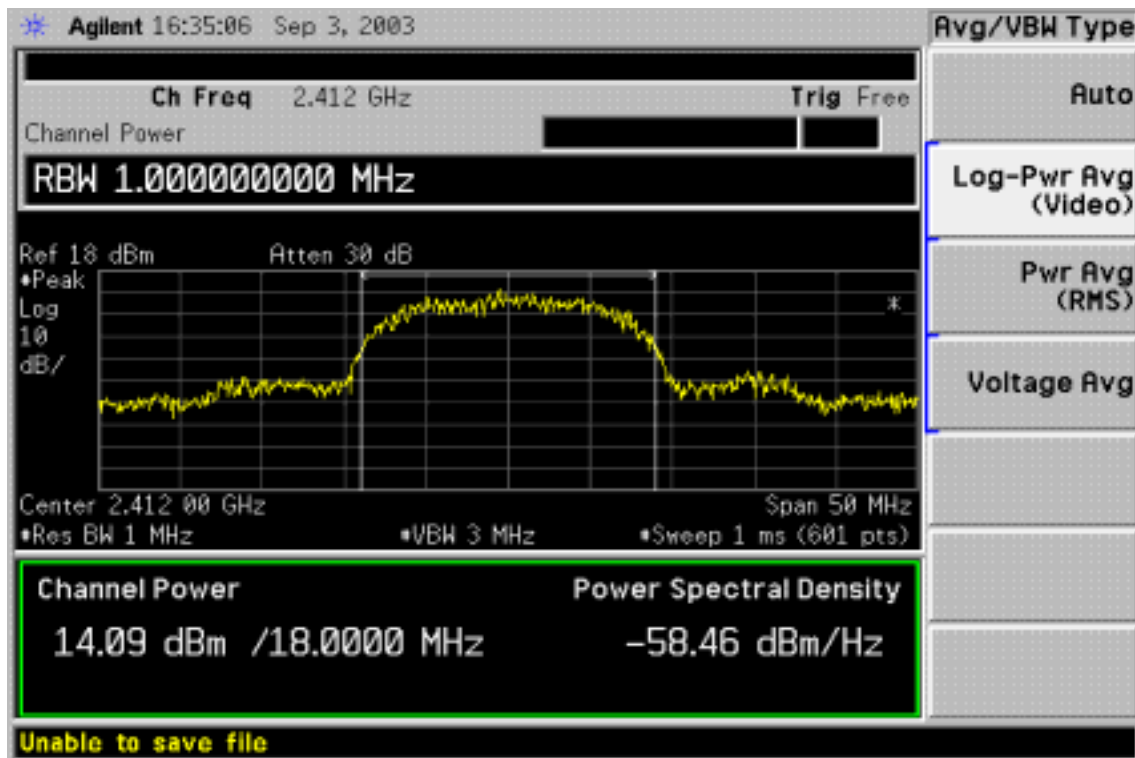 Agilent 16:35:06 Sep 3, 2003
Avg/VBW Type
Ch Freq 2.412 GHz Trig Free
Channel Power
Auto
RBW 1.000000000 MHz
Log-Pwr Avg
(Video)
Ref 18 dBm Atten 30 dB
Pwr Avg
(RMS)
Voltage Avg
•Peak
Log
10
dB/
*
Center 2.412 00 GHz Span 50 MHz
•Res BW 1 MHz •VBW 3 MHz •Sweep 1 ms (601 pts)
Channel Power Power Spectral Density
14.09 dBm /18.0000 MHz -58.46 dBm/Hz
Unable to save file